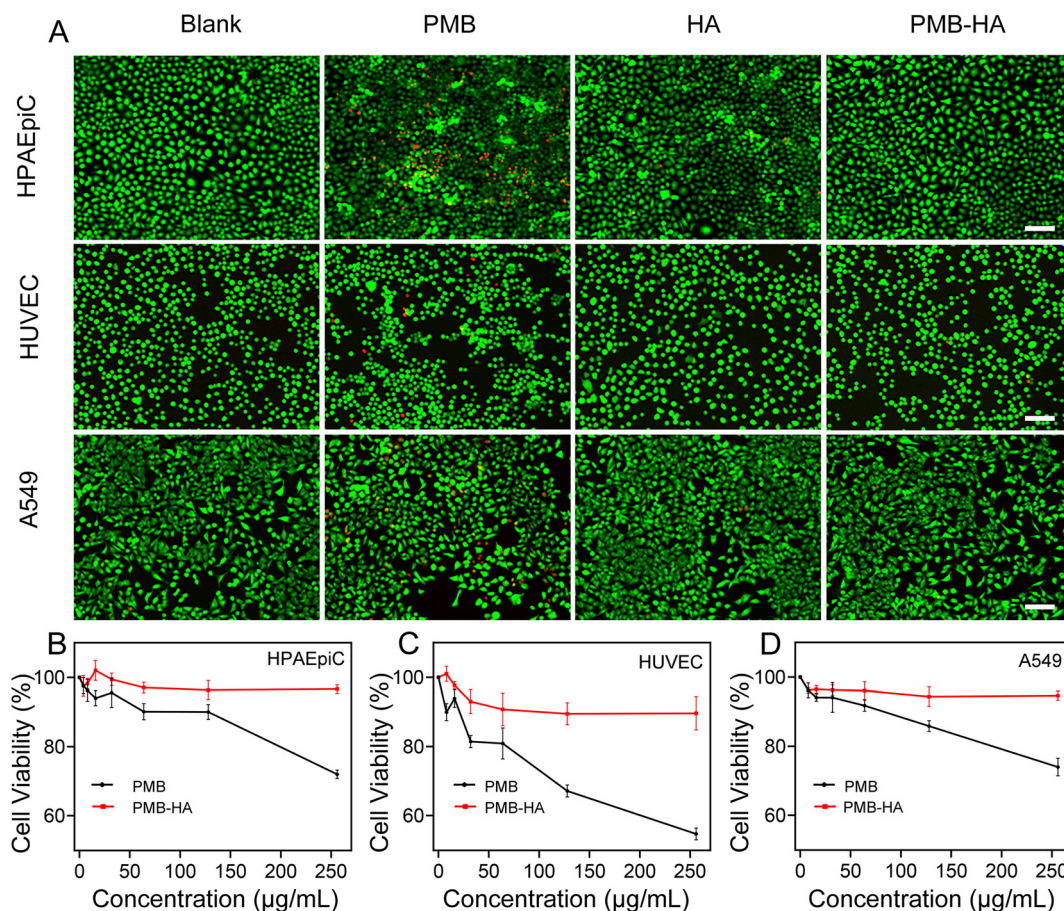 A
Blank PMB HA PMB-HA
HPAEpiC
HUVEC
A549
B
HPAEpiC
Cell Viability (%)
100
80
60
PMB
PMB-HA
0 50 100 150 200 250
Concentration (μg/mL)
C
HUVEC
Cell Viability (%)
100
80
60
PMB
PMB-HA
0 50 100 150 200 250
Concentration (μg/mL)
D
A549
Cell Viability (%)
100
80
60
PMB
PMB-HA
0 50 100 150 200 250
Concentration (μg/mL)